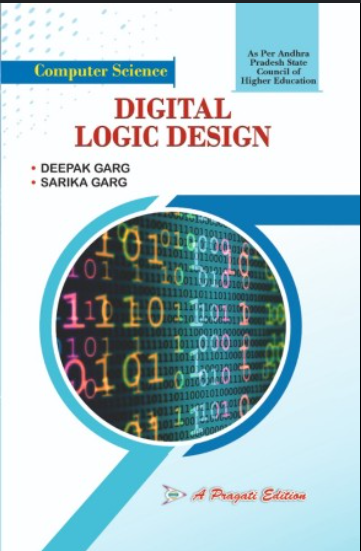 As Per Andhra
Pradesh State
Council of
Higher Education
Computer Science
DIGITAL
LOGIC DESIGN
• DEEPAK GARG
• SARIKA GARG
A Pragati Edition